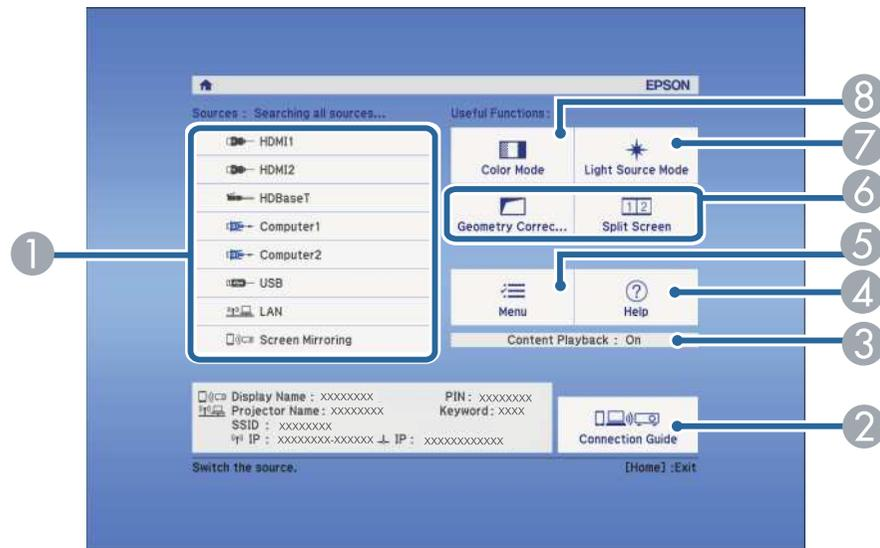 EPSON
Sources : Searching all sources...
HDMI1
HDMI2
HDBaseT
Computer1
Computer2
USB
LAN
Screen Mirroring
Useful Functions:
Color Mode
Light Source Mode
Geometry Correc...
1 2
Split Screen
Menu
?
Help
Content Playback : On
Display Name : xxxxxxxx
PIN : xxxxxxxx
Projector Name : xxxxxxxx
Keyword : xxxx
SSID : xxxxxxxx
IP : xxxxxxxx-xxxxxx
IP : xxxxxxxxxxxx
Connection Guide
Switch the source.
[Home] :Exit
1
8
7
6
5
4
3
2